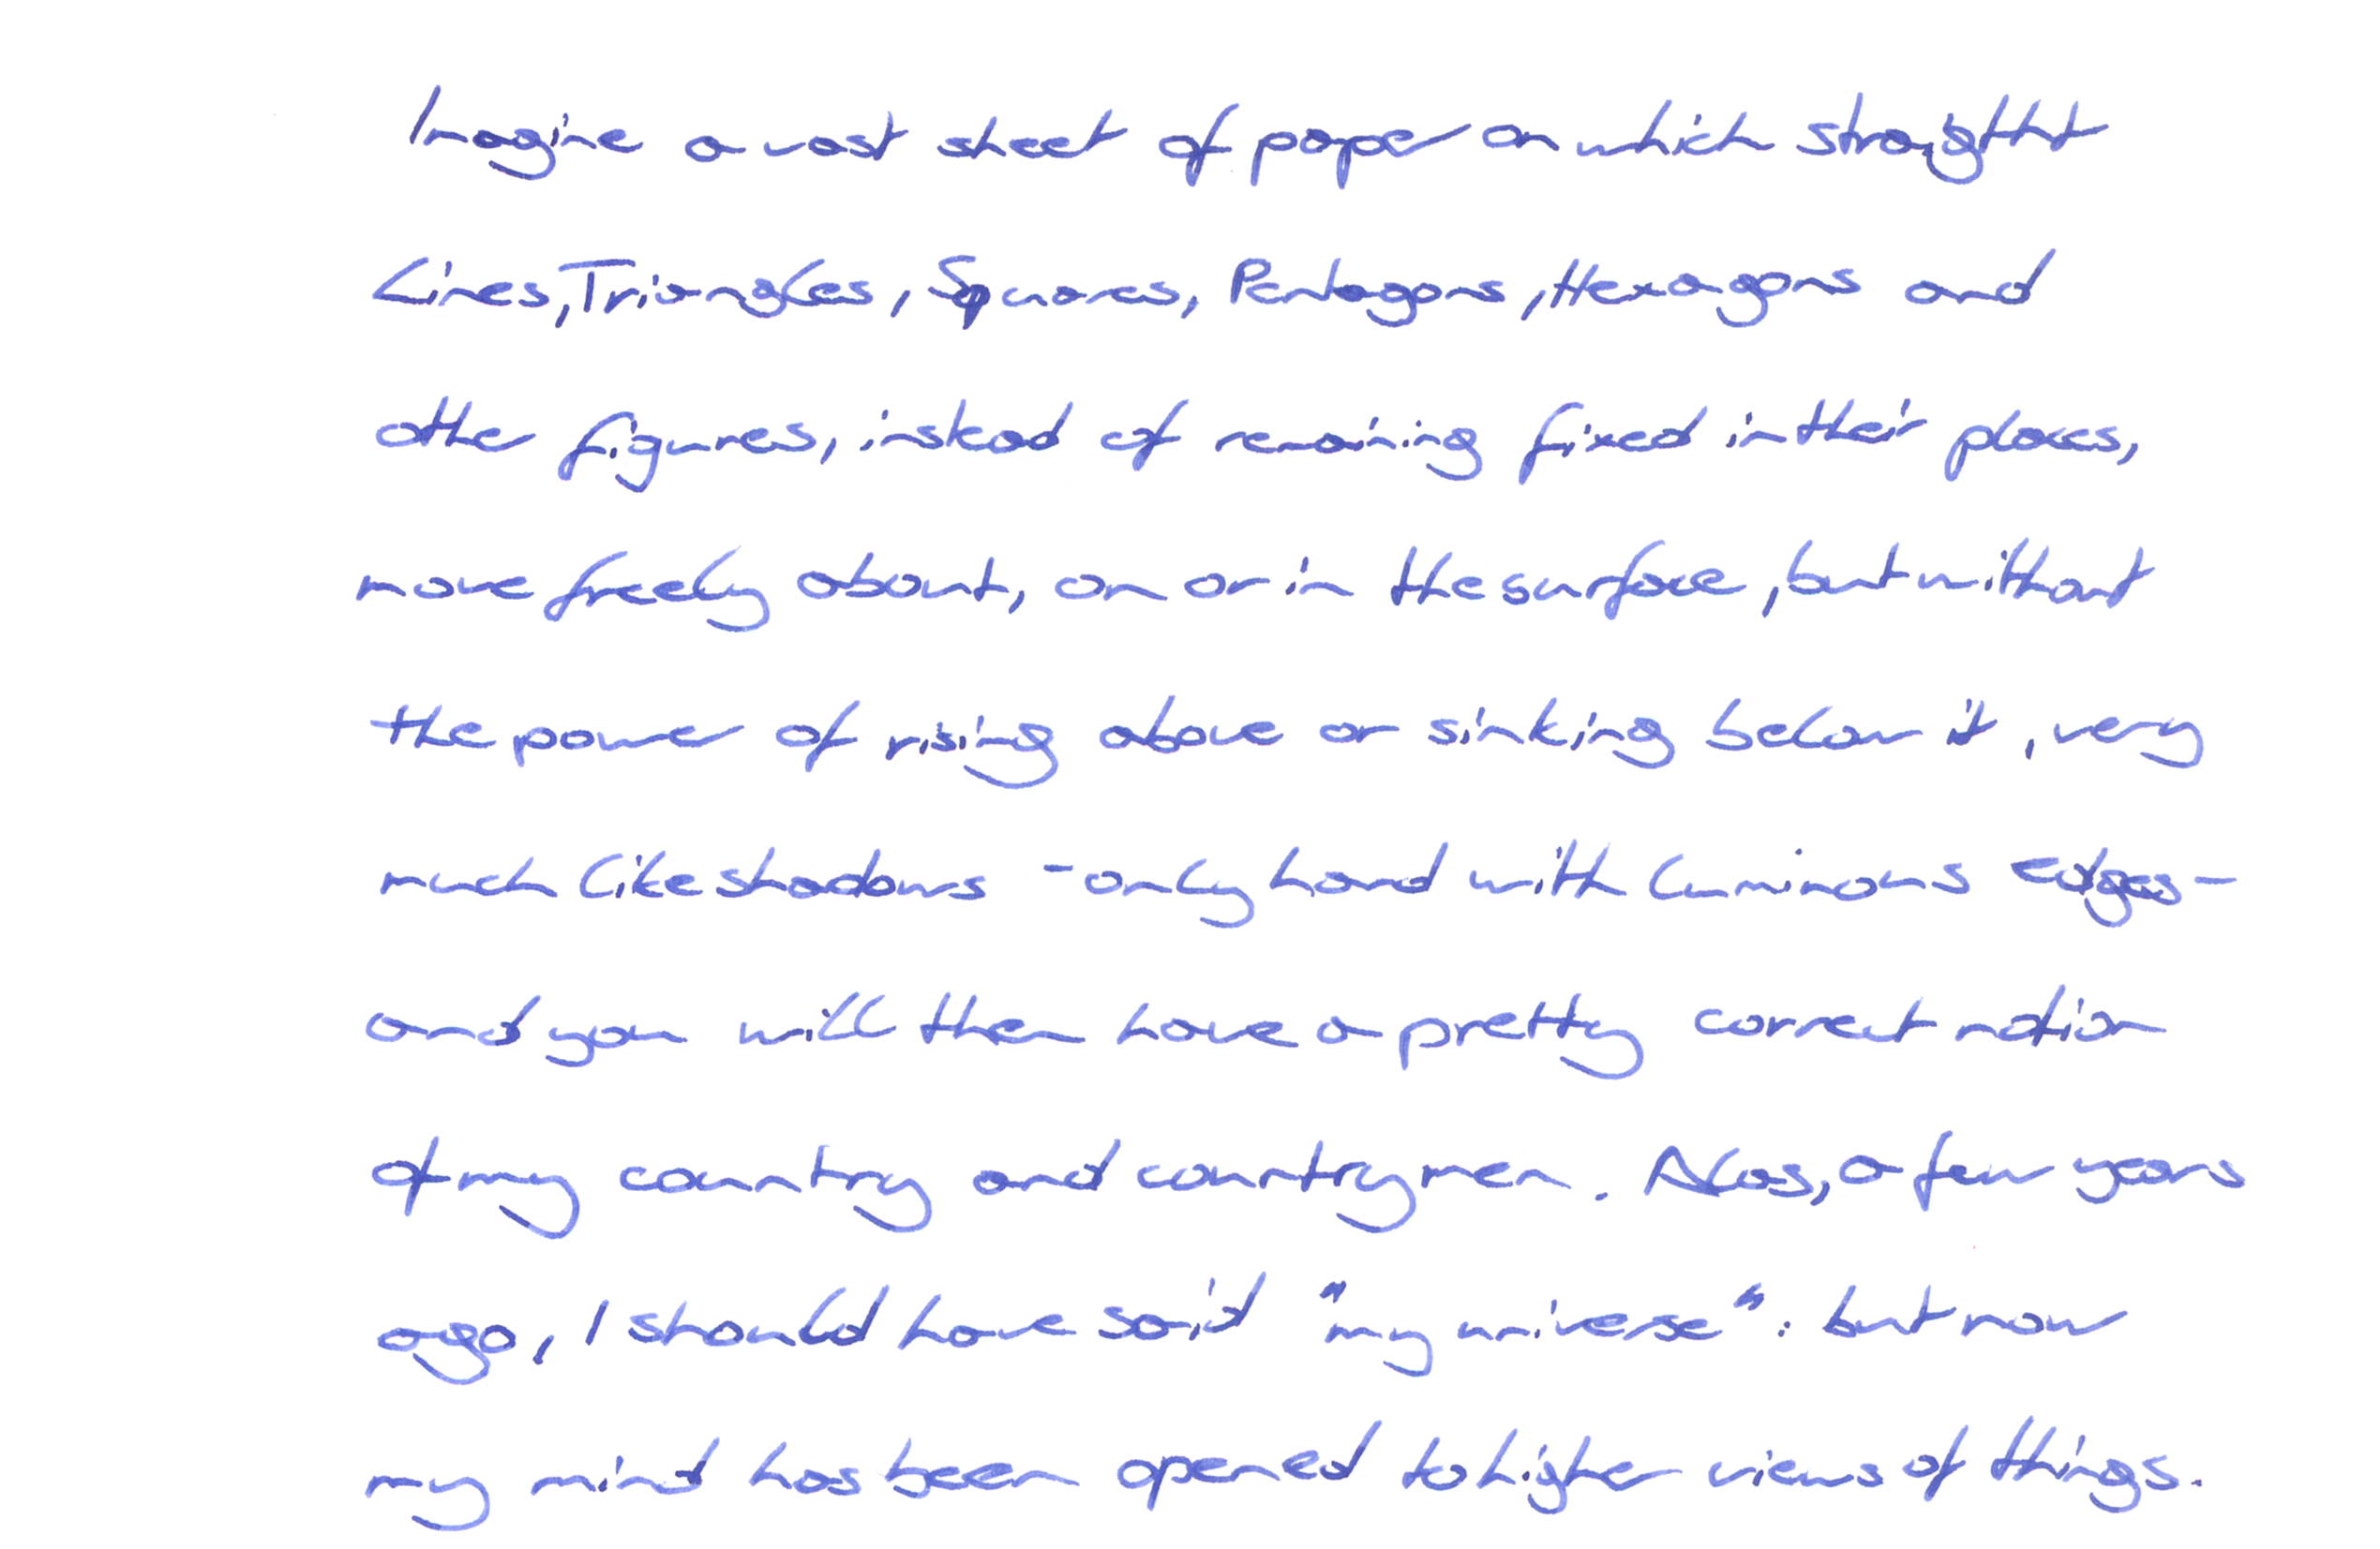 Imagine a vast sheet of paper on which straight
Lines, Triangles, Squares, Pentagons, Hexagons and
other figures, instead of remaining fixed in their places,
move freely about, on or in the surface, but without
the power of rising above or sinking below it, very
much like shadows - only hard with luminous edges -
and you will then have a pretty correct notion
of my country and countrymen. Alas, a few years
ago, I should have said "my universe": but now
my mind has been opened to higher views of things.